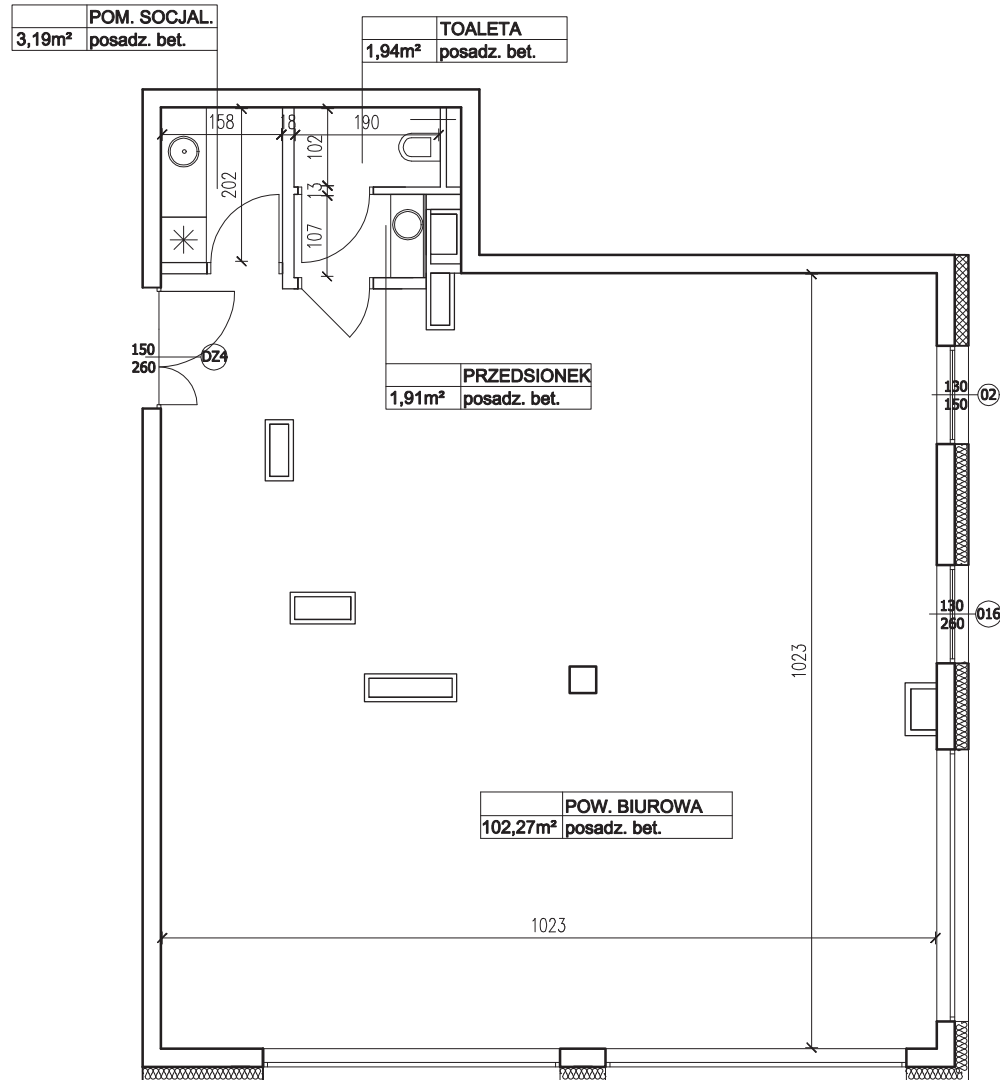 POM. SOCJAL.
3,19m² posadz. bet.
TOALETA
1,94m² posadz. bet.
158
18
190
102
202
13
107
150
260
DZ4
PRZEDSIONEK
1,91m² posadz. bet.
130
150
02
130
260
016
1023
POW. BIUROWA
102,27m² posadz. bet.
1023